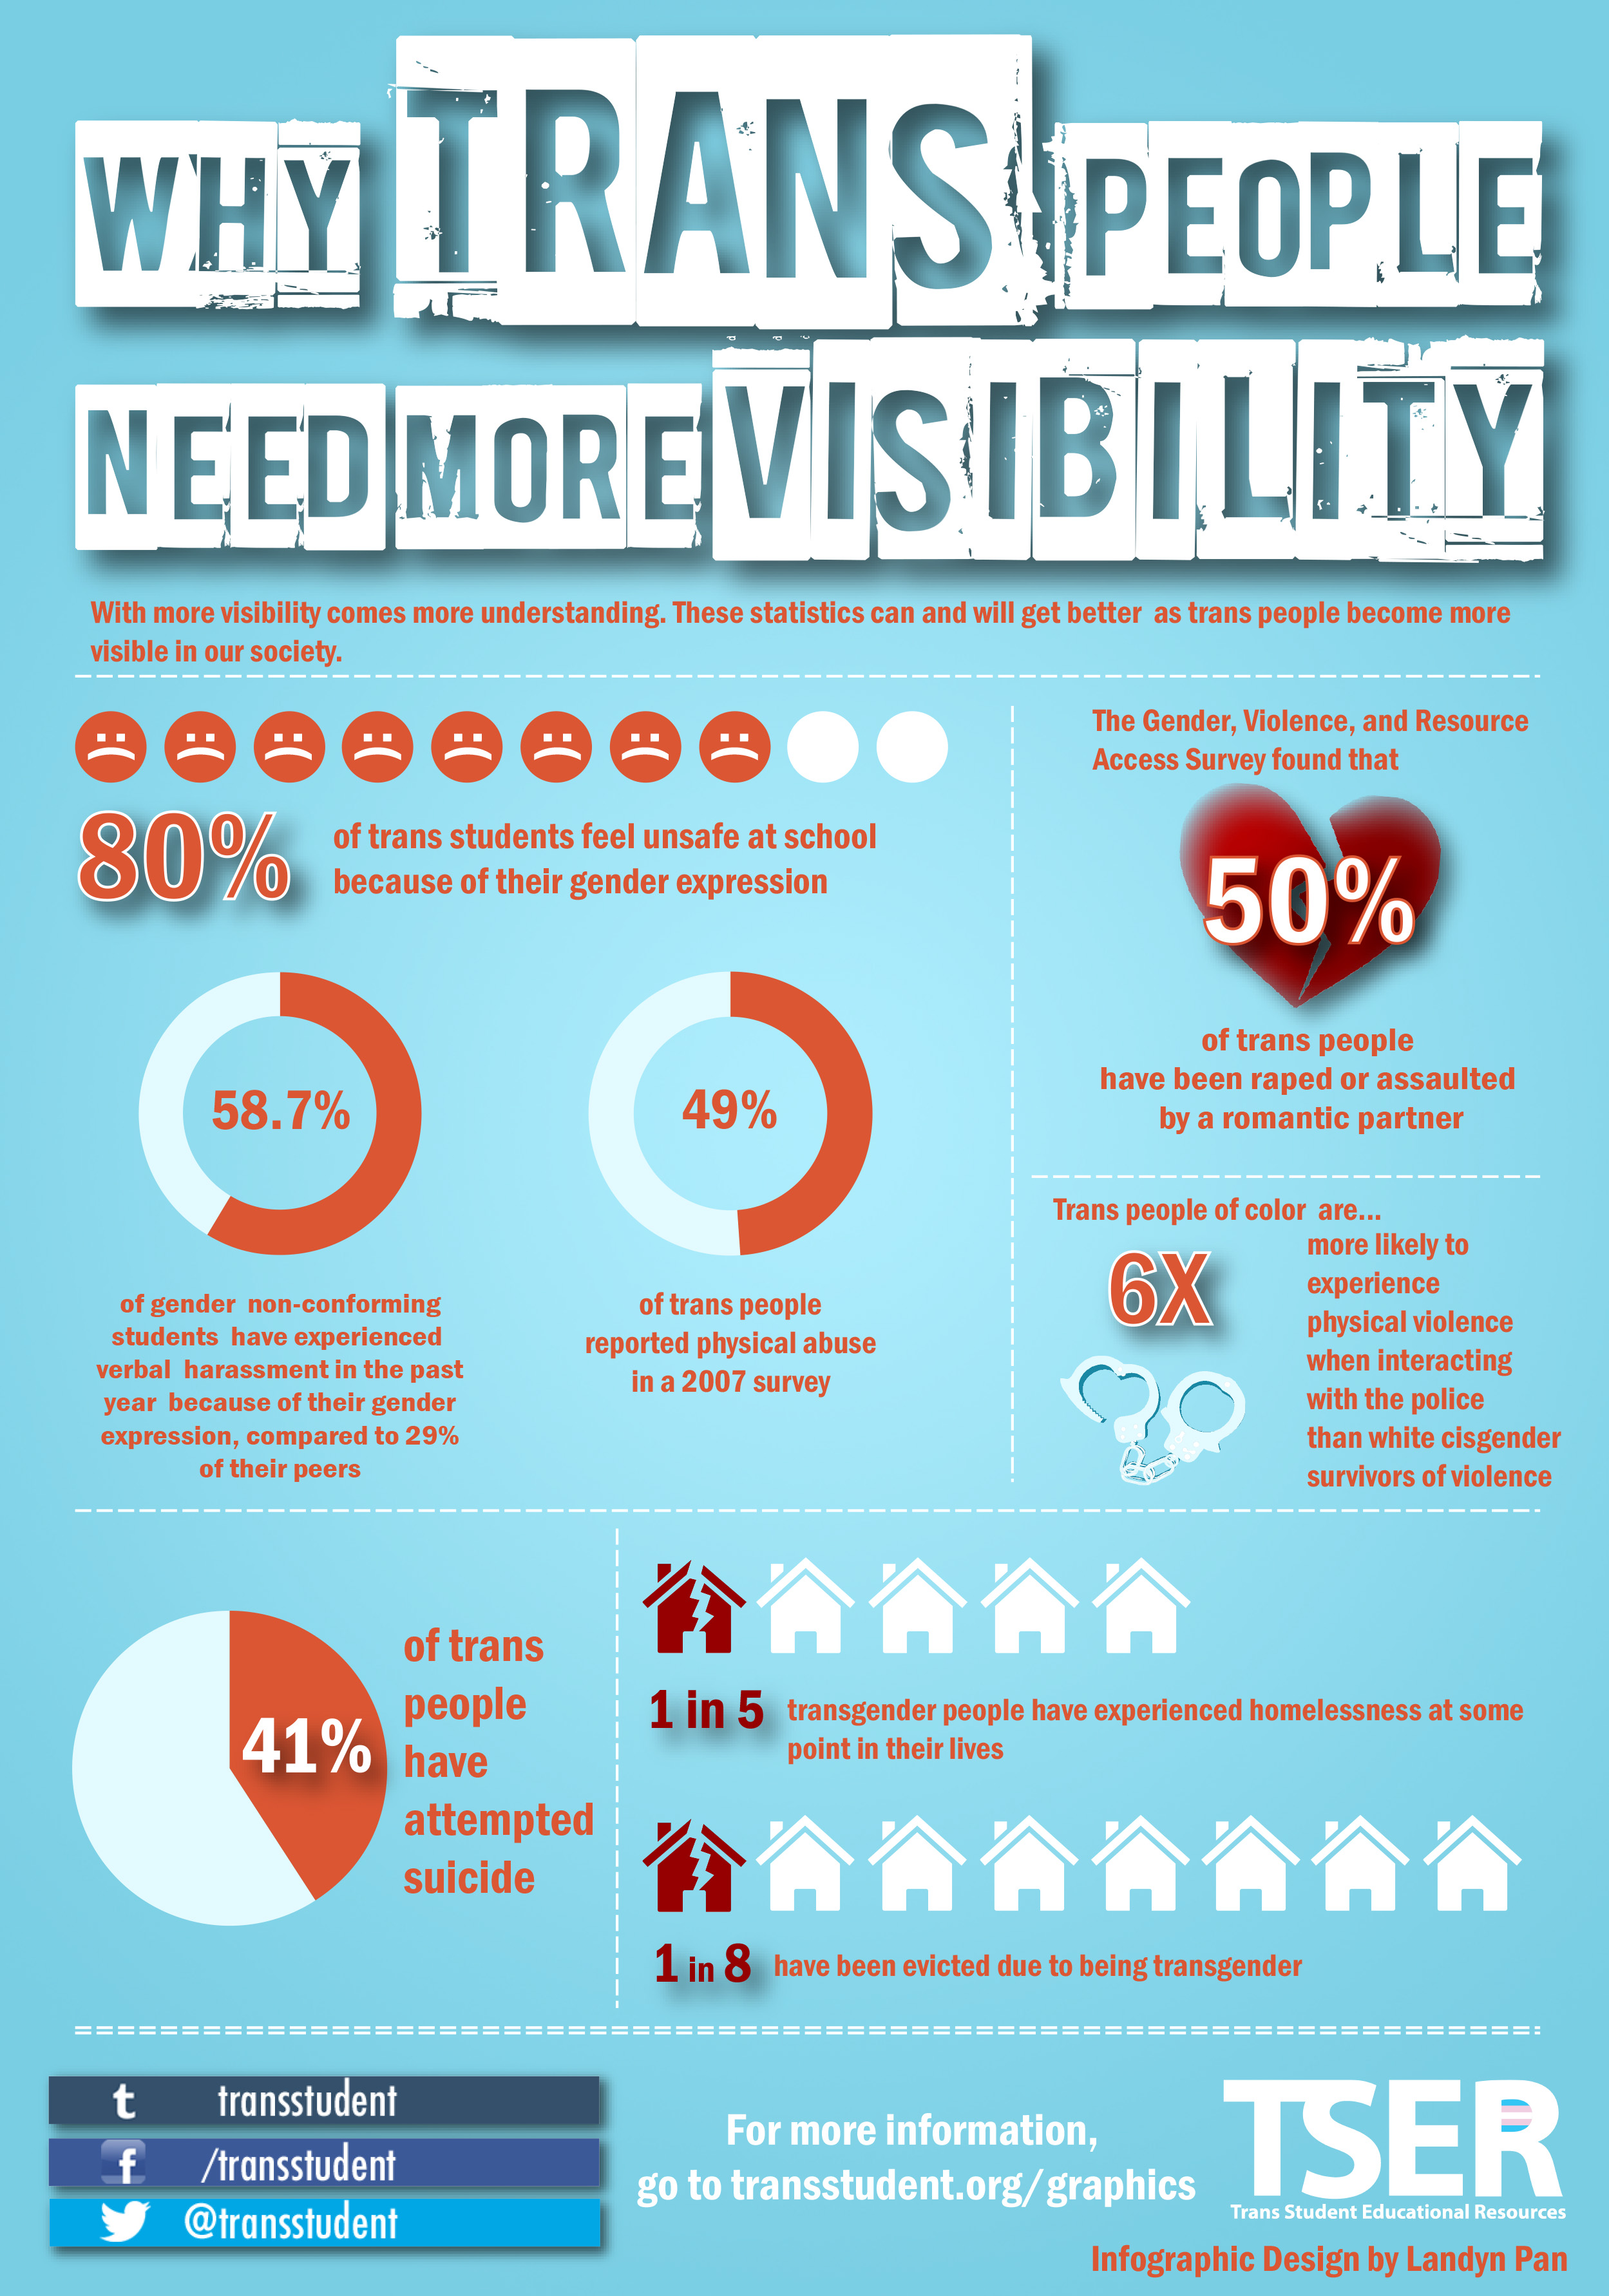 WHY TRANS PEOPLE
NEED MORE VISIBILITY
With more visibility comes more understanding. These statistics can and will get better as trans people become more
visible in our society.
80%
of trans students feel unsafe at school
because of their gender expression
58.7%
of gender non-conforming
students have experienced
verbal harassment in the past
year because of their gender
expression, compared to 29%
of their peers
49%
of trans people
reported physical abuse
in a 2007 survey
The Gender, Violence, and Resource
Access Survey found that
50%
of trans people
have been raped or assaulted
by a romantic partner
Trans people of color are...
6X
more likely to
experience
physical violence
when interacting
with the police
than white cisgender
survivors of violence
41%
of trans
people
have
attempted
suicide
1 in 5
transgender people have experienced homelessness at some
point in their lives
1 in 8 have been evicted due to being transgender
t transstudent
f /transstudent
@transstudent
For more information,
go to transstudent.org/graphics
TSER
Trans Student Educational Resources
Infographic Design by Landyn Pan